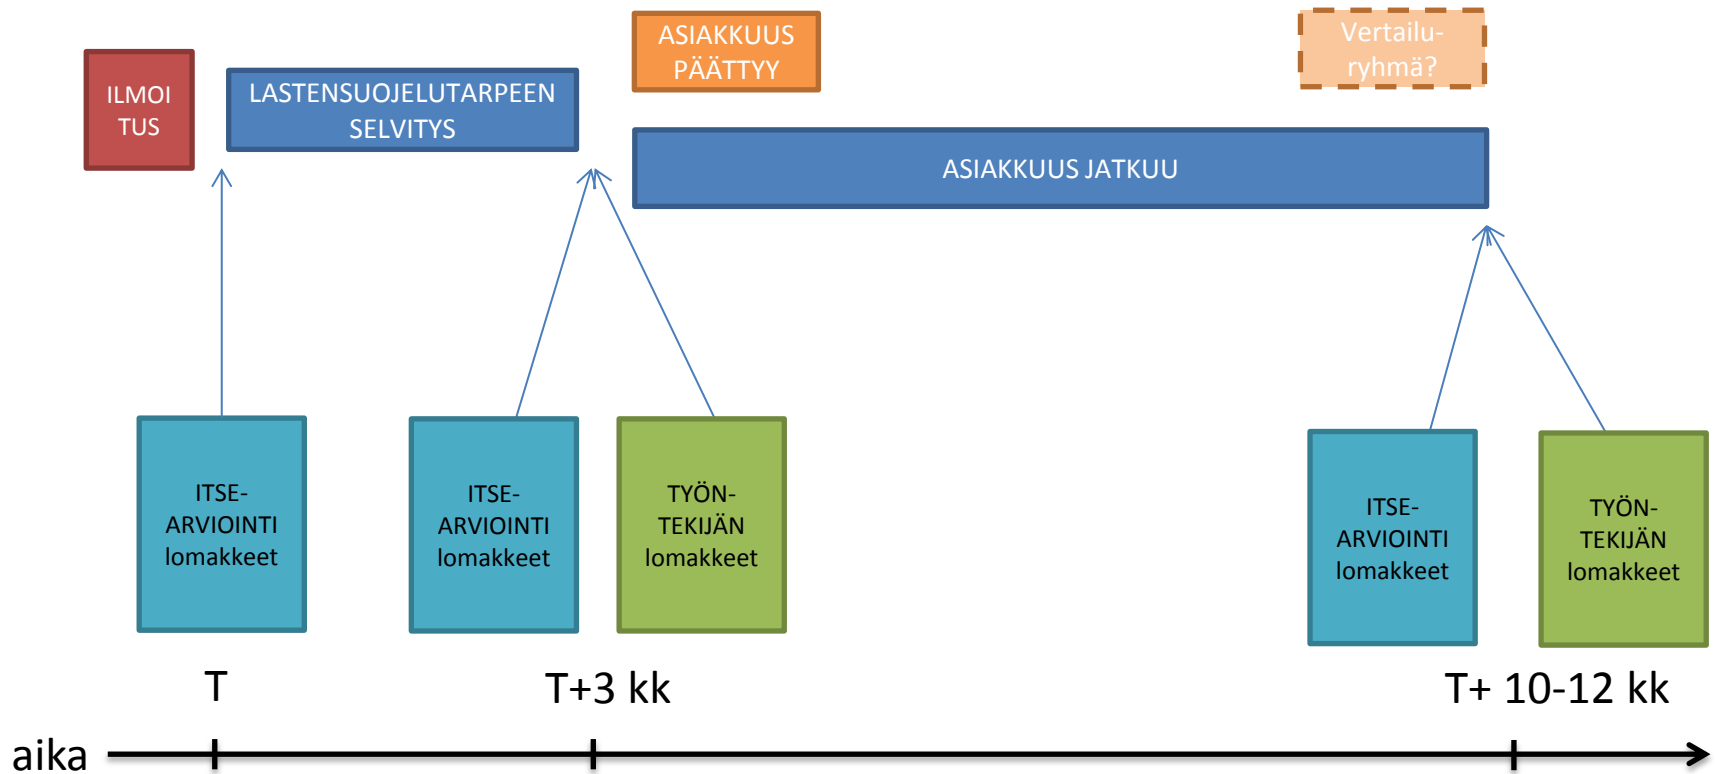 ILMOI
TUS
LASTENSUOJELUTARPEEN
SELVITYS
ASIAKKUUS
PÄÄTTYY
Vertailu-
ryhmä?
ASIAKKUUS JATKUU
ITSE-
ARVIOINTI
lomakkeet
ITSE-
ARVIOINTI
lomakkeet
TYÖN-
TEKIJÄN
lomakkeet
ITSE-
ARVIOINTI
lomakkeet
TYÖN-
TEKIJÄN
lomakkeet
T
T+3 kk
T+ 10-12 kk
aika